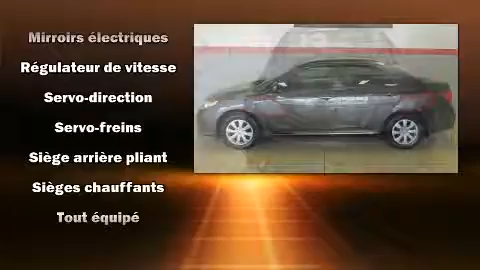 Mirroirs électriques
Régulateur de vitesse
Servo-direction
Servo-freins
Siège arrière pliant
Sièges chauffants
Tout équipé